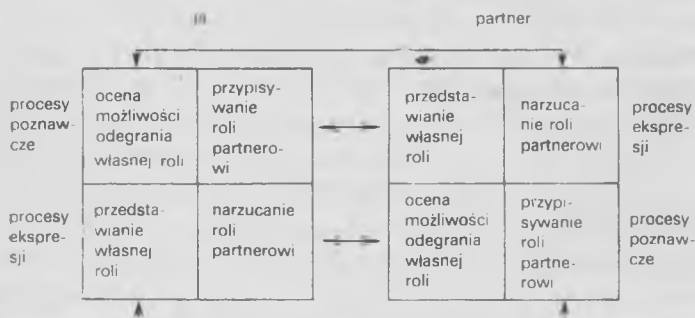 ja
partner
procesy
poznaw-
cze
ocena
możliwości
odegrania
własnej roli
przypisy-
wanie
roli
partnero-
wi
przedsta-
wianie
własnej
roli
narzuca-
nie roli
partnerowi
procesy
ekspresji
procesy
ekspre-
sji
przedsta-
wianie
własnej
roli
narzucanie
roli
partnerowi
ocena
możliwości
odegrania
własnej
roli
przypi-
sywanie
roli
partne-
rowi
procesy
poznaw-
cze